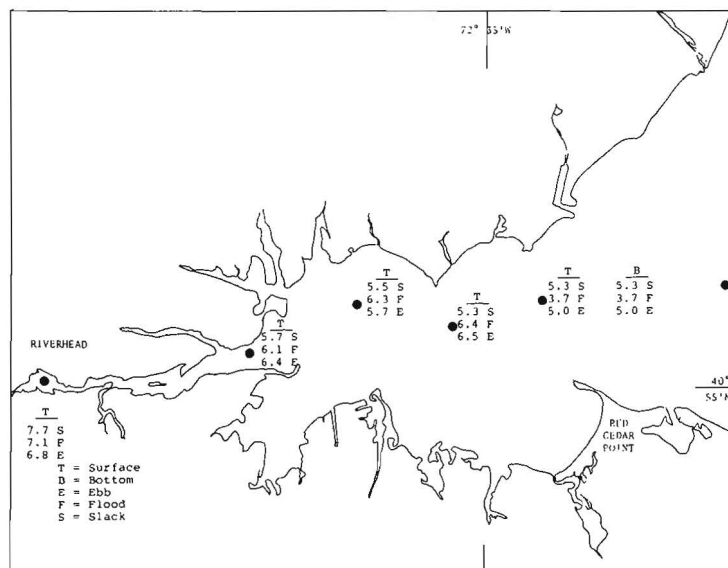 72° 35'W
T
5.5 S
6.3 F
5.7 E
T
5.3 S
6.4 F
6.5 E
T
5.3 S
3.7 F
5.0 E
B
5.3 S
3.7 F
5.0 E
T
5.7 S
6.1 F
6.4 E
RIVERHEAD
40°
55'N
T
7.7 S
7.1 F
6.8 E
RED
CEDAR
POINT
T = Surface
B = Bottom
E = Ebb
F = Flood
S = Slack